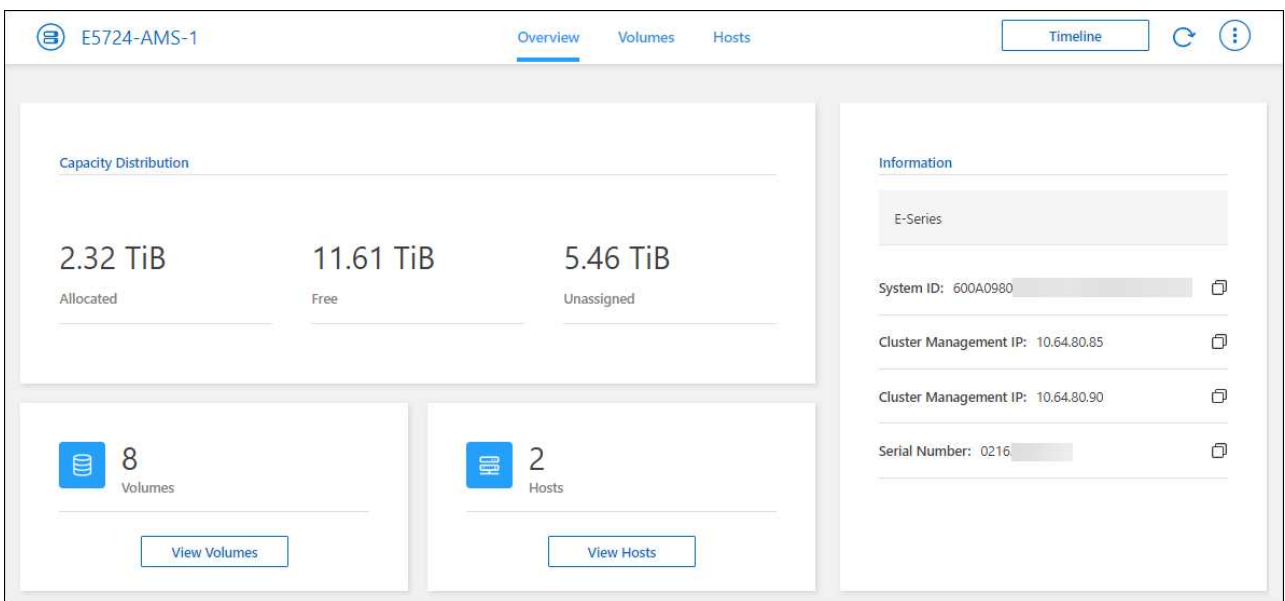 E5724-AMS-1
Overview Volumes Hosts
Timeline
Capacity Distribution
2.32 TiB 11.61 TiB 5.46 TiB
Allocated Free Unassigned
8
Volumes
View Volumes
2
Hosts
View Hosts
Information
E-Series
System ID: 600A0980
Cluster Management IP: 10.64.80.85
Cluster Management IP: 10.64.80.90
Serial Number: 0216